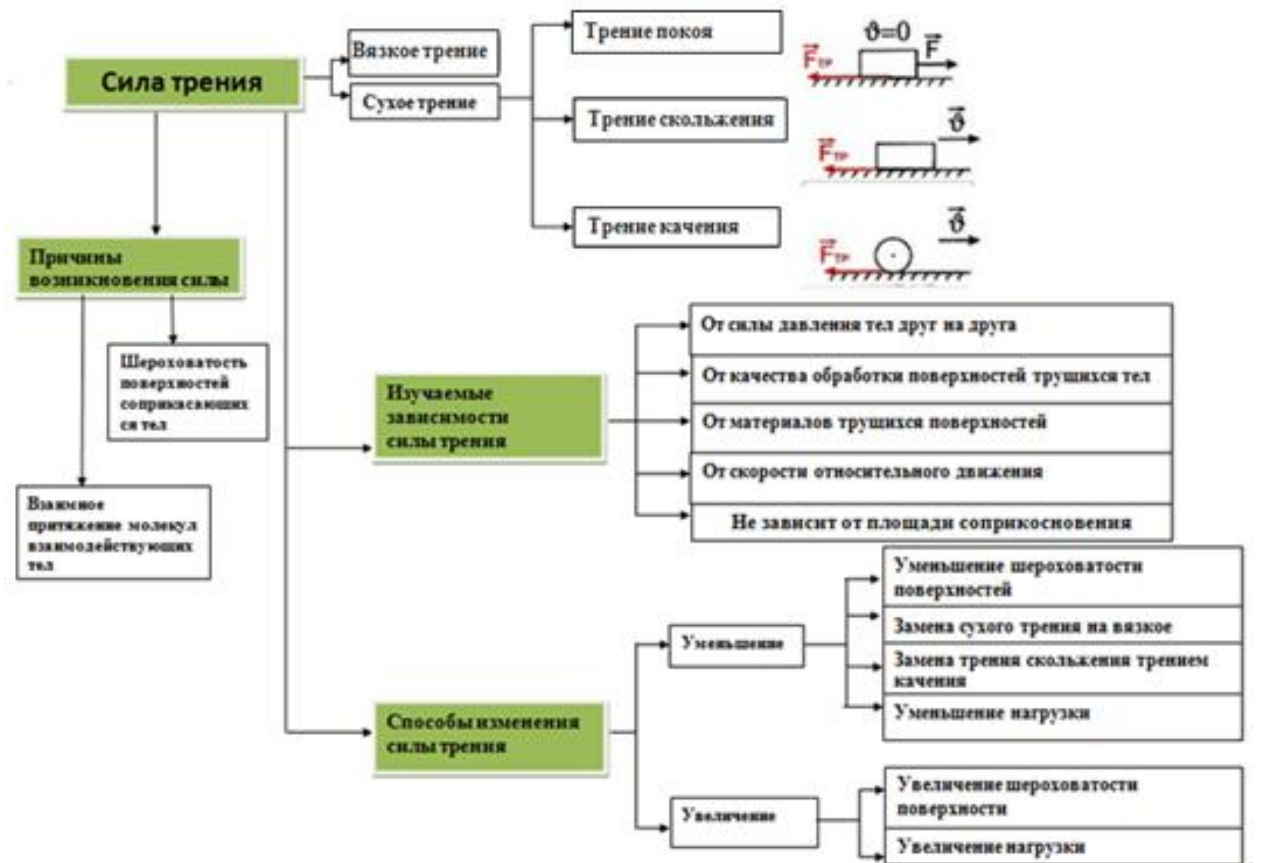 Сила трения
Вязкое трение
Сухое трение
Трение покоя
ϑ=0
F
Fтр
Трение скольжения
ϑ
Fтр
Трение качения
ϑ
Fтр
Причины
возникновения силы
Шероховатость
поверхностей
соприкасающих
ся тел
Взаимное
притяжение молекул
взаимодействующих
тел
Изучаемые
зависимости
силы трения
От силы давления тел друг на друга
От качества обработки поверхностей трущихся тел
От материалов трущихся поверхностей
От скорости относительного движения
Не зависит от площади соприкосновения
Способы изменения
силы трения
Уменьшение
Уменьшение шероховатости
поверхностей
Замена сухого трения на вязкое
Замена трения скольжения трением
качения
Уменьшение нагрузки
Увеличение
Увеличение шероховатости
поверхности
Увеличение нагрузки